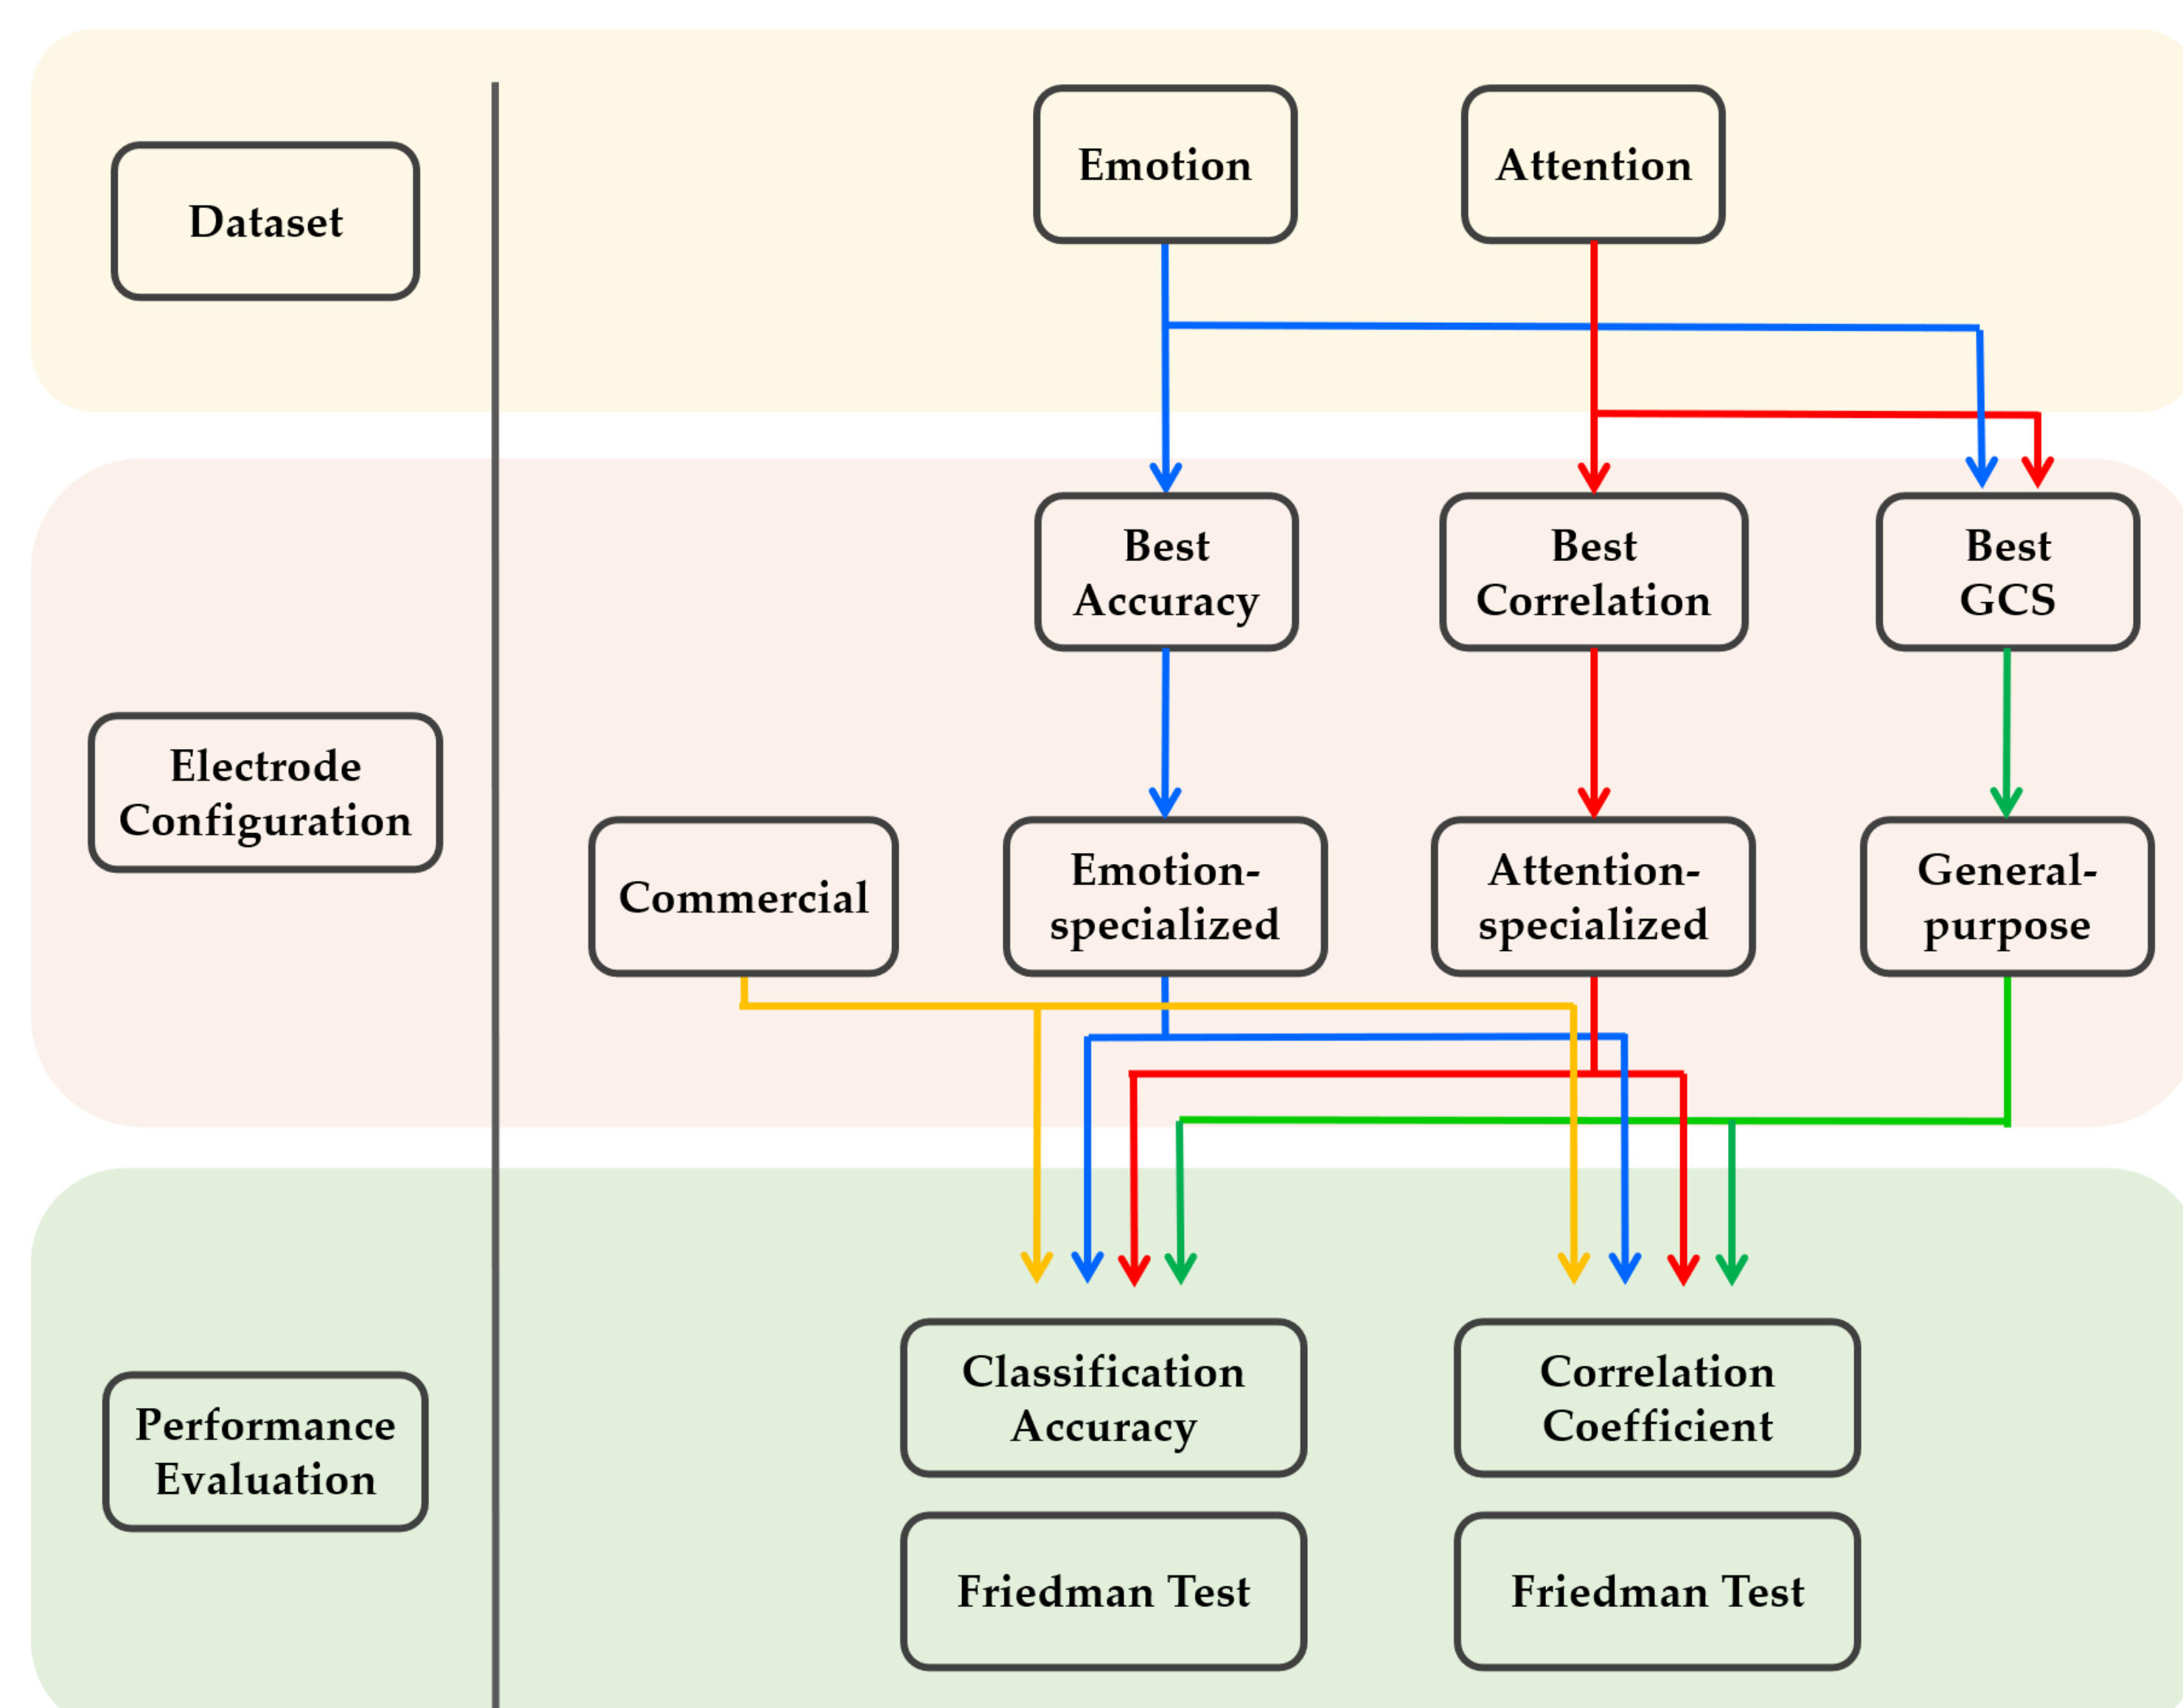 Dataset
Emotion
Attention
Best
Accuracy
Best
Correlation
Best
GCS
Electrode
Configuration
Commercial
Emotion-
specialized
Attention-
specialized
General-
purpose
Performance
Evaluation
Classification
Accuracy
Correlation
Coefficient
Friedman Test
Friedman Test